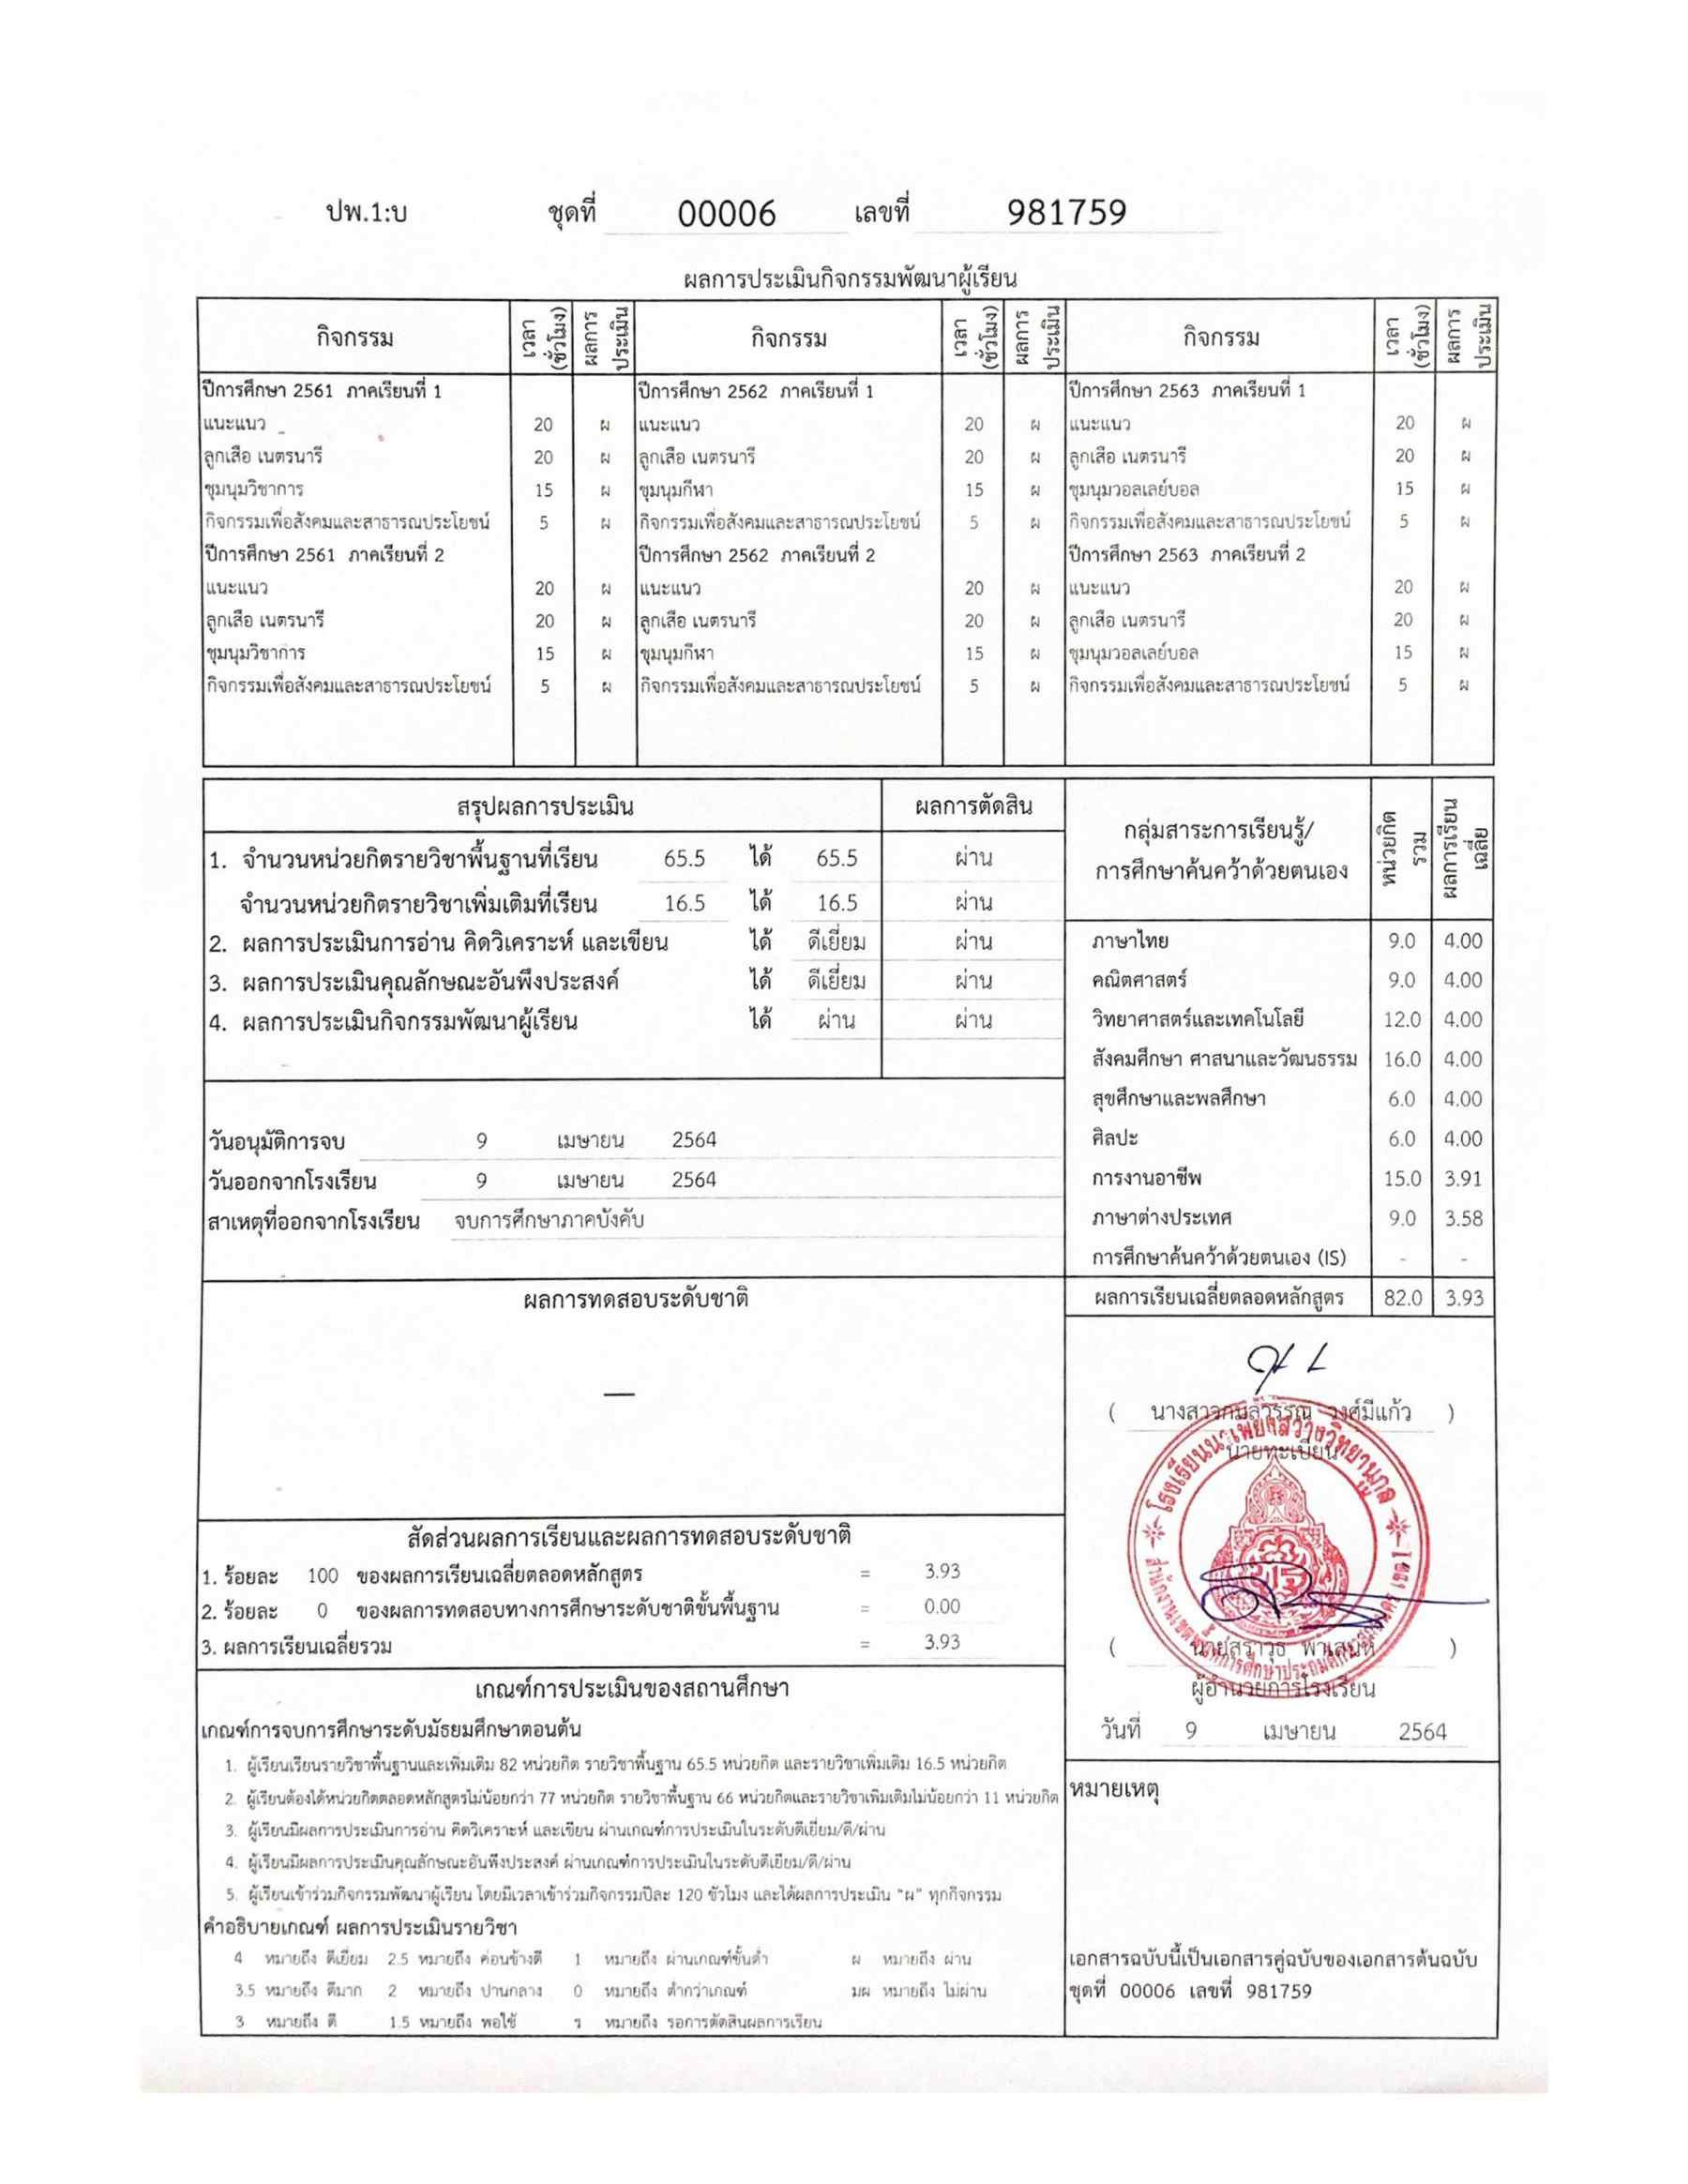 ปพ.1:บ ชุดที่ 00006 เลขที่ 981759
ผลการประเมินกิจกรรมพัฒนาผู้เรียน
กิจกรรม เวลา (ชั่วโมง) ผลการประเมิน กิจกรรม เวลา (ชั่วโมง) ผลการประเมิน กิจกรรม เวลา (ชั่วโมง) ผลการประเมิน
ปีการศึกษา 2561 ภาคเรียนที่ 1 ปีการศึกษา 2562 ภาคเรียนที่ 1 ปีการศึกษา 2563 ภาคเรียนที่ 1
แนะแนว 20 ผ แนะแนว 20 ผ แนะแนว 20 ผ
ลูกเสือ เนตรนารี 20 ผ ลูกเสือ เนตรนารี 20 ผ ลูกเสือ เนตรนารี 20 ผ
ชุมนุมวิชาการ 15 ผ ชุมนุมกีฬา 15 ผ ชุมนุมวอลเลย์บอล 15 ผ
กิจกรรมเพื่อสังคมและสาธารณประโยชน์ 5 ผ กิจกรรมเพื่อสังคมและสาธารณประโยชน์ 5 ผ กิจกรรมเพื่อสังคมและสาธารณประโยชน์ 5 ผ
ปีการศึกษา 2561 ภาคเรียนที่ 2 ปีการศึกษา 2562 ภาคเรียนที่ 2 ปีการศึกษา 2563 ภาคเรียนที่ 2
แนะแนว 20 ผ แนะแนว 20 ผ แนะแนว 20 ผ
ลูกเสือ เนตรนารี 20 ผ ลูกเสือ เนตรนารี 20 ผ ลูกเสือ เนตรนารี 20 ผ
ชุมนุมวิชาการ 15 ผ ชุมนุมกีฬา 15 ผ ชุมนุมวอลเลย์บอล 15 ผ
กิจกรรมเพื่อสังคมและสาธารณประโยชน์ 5 ผ กิจกรรมเพื่อสังคมและสาธารณประโยชน์ 5 ผ กิจกรรมเพื่อสังคมและสาธารณประโยชน์ 5 ผ
สรุปผลการประเมิน ผลการตัดสิน
1. จำนวนหน่วยกิตรายวิชาพื้นฐานที่เรียน 65.5 ได้ 65.5 ผ่าน
จำนวนหน่วยกิตรายวิชาเพิ่มเติมที่เรียน 16.5 ได้ 16.5 ผ่าน
2. ผลการประเมินการอ่าน คิดวิเคราะห์ และเขียน ได้ ดีเยี่ยม ผ่าน
3. ผลการประเมินคุณลักษณะอันพึงประสงค์ ได้ ดีเยี่ยม ผ่าน
4. ผลการประเมินกิจกรรมพัฒนาผู้เรียน ได้ ผ่าน ผ่าน
วันอนุมัติการจบ 9 เมษายน 2564
วันออกจากโรงเรียน 9 เมษายน 2564
สาเหตุที่ออกจากโรงเรียน จบการศึกษาภาคบังคับ
ผลการทดสอบระดับชาติ
—
สัดส่วนผลการเรียนและผลการทดสอบระดับชาติ
1. ร้อยละ 100 ของผลการเรียนเฉลี่ยตลอดหลักสูตร = 3.93
2. ร้อยละ 0 ของผลการทดสอบทางการศึกษาระดับชาติขั้นพื้นฐาน = 0.00
3. ผลการเรียนเฉลี่ยรวม = 3.93
เกณฑ์การประเมินของสถานศึกษา
เกณฑ์การจบการศึกษาระดับมัธยมศึกษาตอนต้น
1. ผู้เรียนเรียนรายวิชาพื้นฐานและเพิ่มเติม 82 หน่วยกิต รายวิชาพื้นฐาน 65.5 หน่วยกิต และรายวิชาเพิ่มเติม 16.5 หน่วยกิต
2. ผู้เรียนต้องได้หน่วยกิตตลอดหลักสูตรไม่น้อยกว่า 77 หน่วยกิต รายวิชาพื้นฐาน 66 หน่วยกิตและรายวิชาเพิ่มเติมไม่น้อยกว่า 11 หน่วยกิต
3. ผู้เรียนมีผลการประเมินการอ่าน คิดวิเคราะห์ และเขียน ผ่านเกณฑ์การประเมินในระดับดีเยี่ยม/ดี/ผ่าน
4. ผู้เรียนมีผลการประเมินคุณลักษณะอันพึงประสงค์ ผ่านเกณฑ์การประเมินในระดับดีเยี่ยม/ดี/ผ่าน
5. ผู้เรียนเข้าร่วมกิจกรรมพัฒนาผู้เรียน โดยมีเวลาเข้าร่วมกิจกรรมปีละ 120 ชั่วโมง และได้ผลการประเมิน "ผ" ทุกกิจกรรม
คำอธิบายเกณฑ์ ผลการประเมินรายวิชา
4 หมายถึง ดีเยี่ยม 2.5 หมายถึง ค่อนข้างดี 1 หมายถึง ผ่านเกณฑ์ขั้นต่ำ ผ หมายถึง ผ่าน
3.5 หมายถึง ดีมาก 2 หมายถึง ปานกลาง 0 หมายถึง ต่ำกว่าเกณฑ์ มผ หมายถึง ไม่ผ่าน
3 หมายถึง ดี 1.5 หมายถึง พอใช้ ร หมายถึง รอการตัดสินผลการเรียน
กลุ่มสาระการเรียนรู้/ หน่วยกิตรวม ผลการเรียนเฉลี่ย
การศึกษาค้นคว้าด้วยตนเอง
ภาษาไทย 9.0 4.00
คณิตศาสตร์ 9.0 4.00
วิทยาศาสตร์และเทคโนโลยี 12.0 4.00
สังคมศึกษา ศาสนาและวัฒนธรรม 16.0 4.00
สุขศึกษาและพลศึกษา 6.0 4.00
ศิลปะ 6.0 4.00
การงานอาชีพ 15.0 3.91
ภาษาต่างประเทศ 9.0 3.58
การศึกษาค้นคว้าด้วยตนเอง (IS) - -
ผลการเรียนเฉลี่ยตลอดหลักสูตร 82.0 3.93
( นางสาวกมลวรรณ วงศ์มีแก้ว )
นายทะเบียน
( นายสราวุธ )
ผู้อำนวยการโรงเรียน
วันที่ 9 เมษายน 2564
หมายเหตุ
เอกสารฉบับนี้เป็นเอกสารคู่ฉบับของเอกสารต้นฉบับ
ชุดที่ 00006 เลขที่ 981759